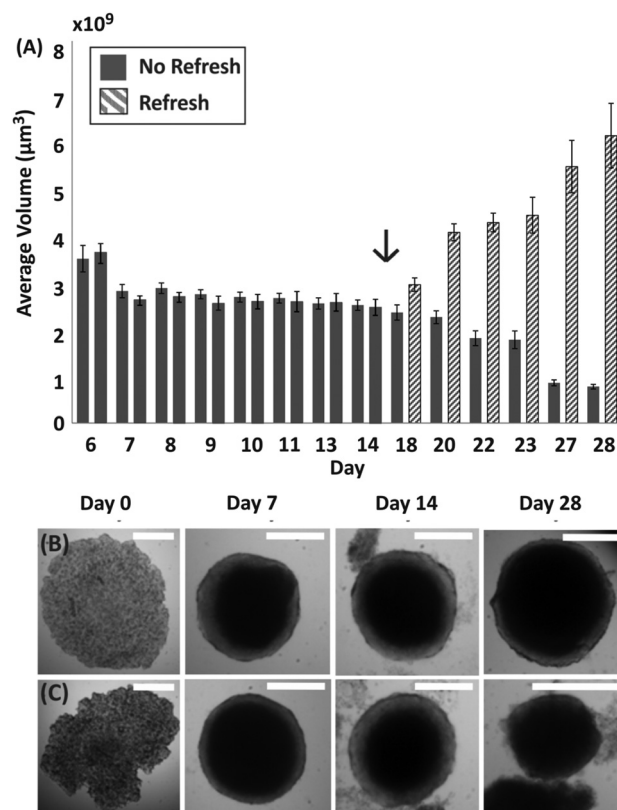 x10⁹
(A)
No Refresh
Refresh
Average Volume (µm³)
8
7
6
5
4
3
2
1
0
6 7 8 9 10 11 13 14 18 20 22 23 27 28
Day
Day 0 Day 7 Day 14 Day 28
(B)
(C)